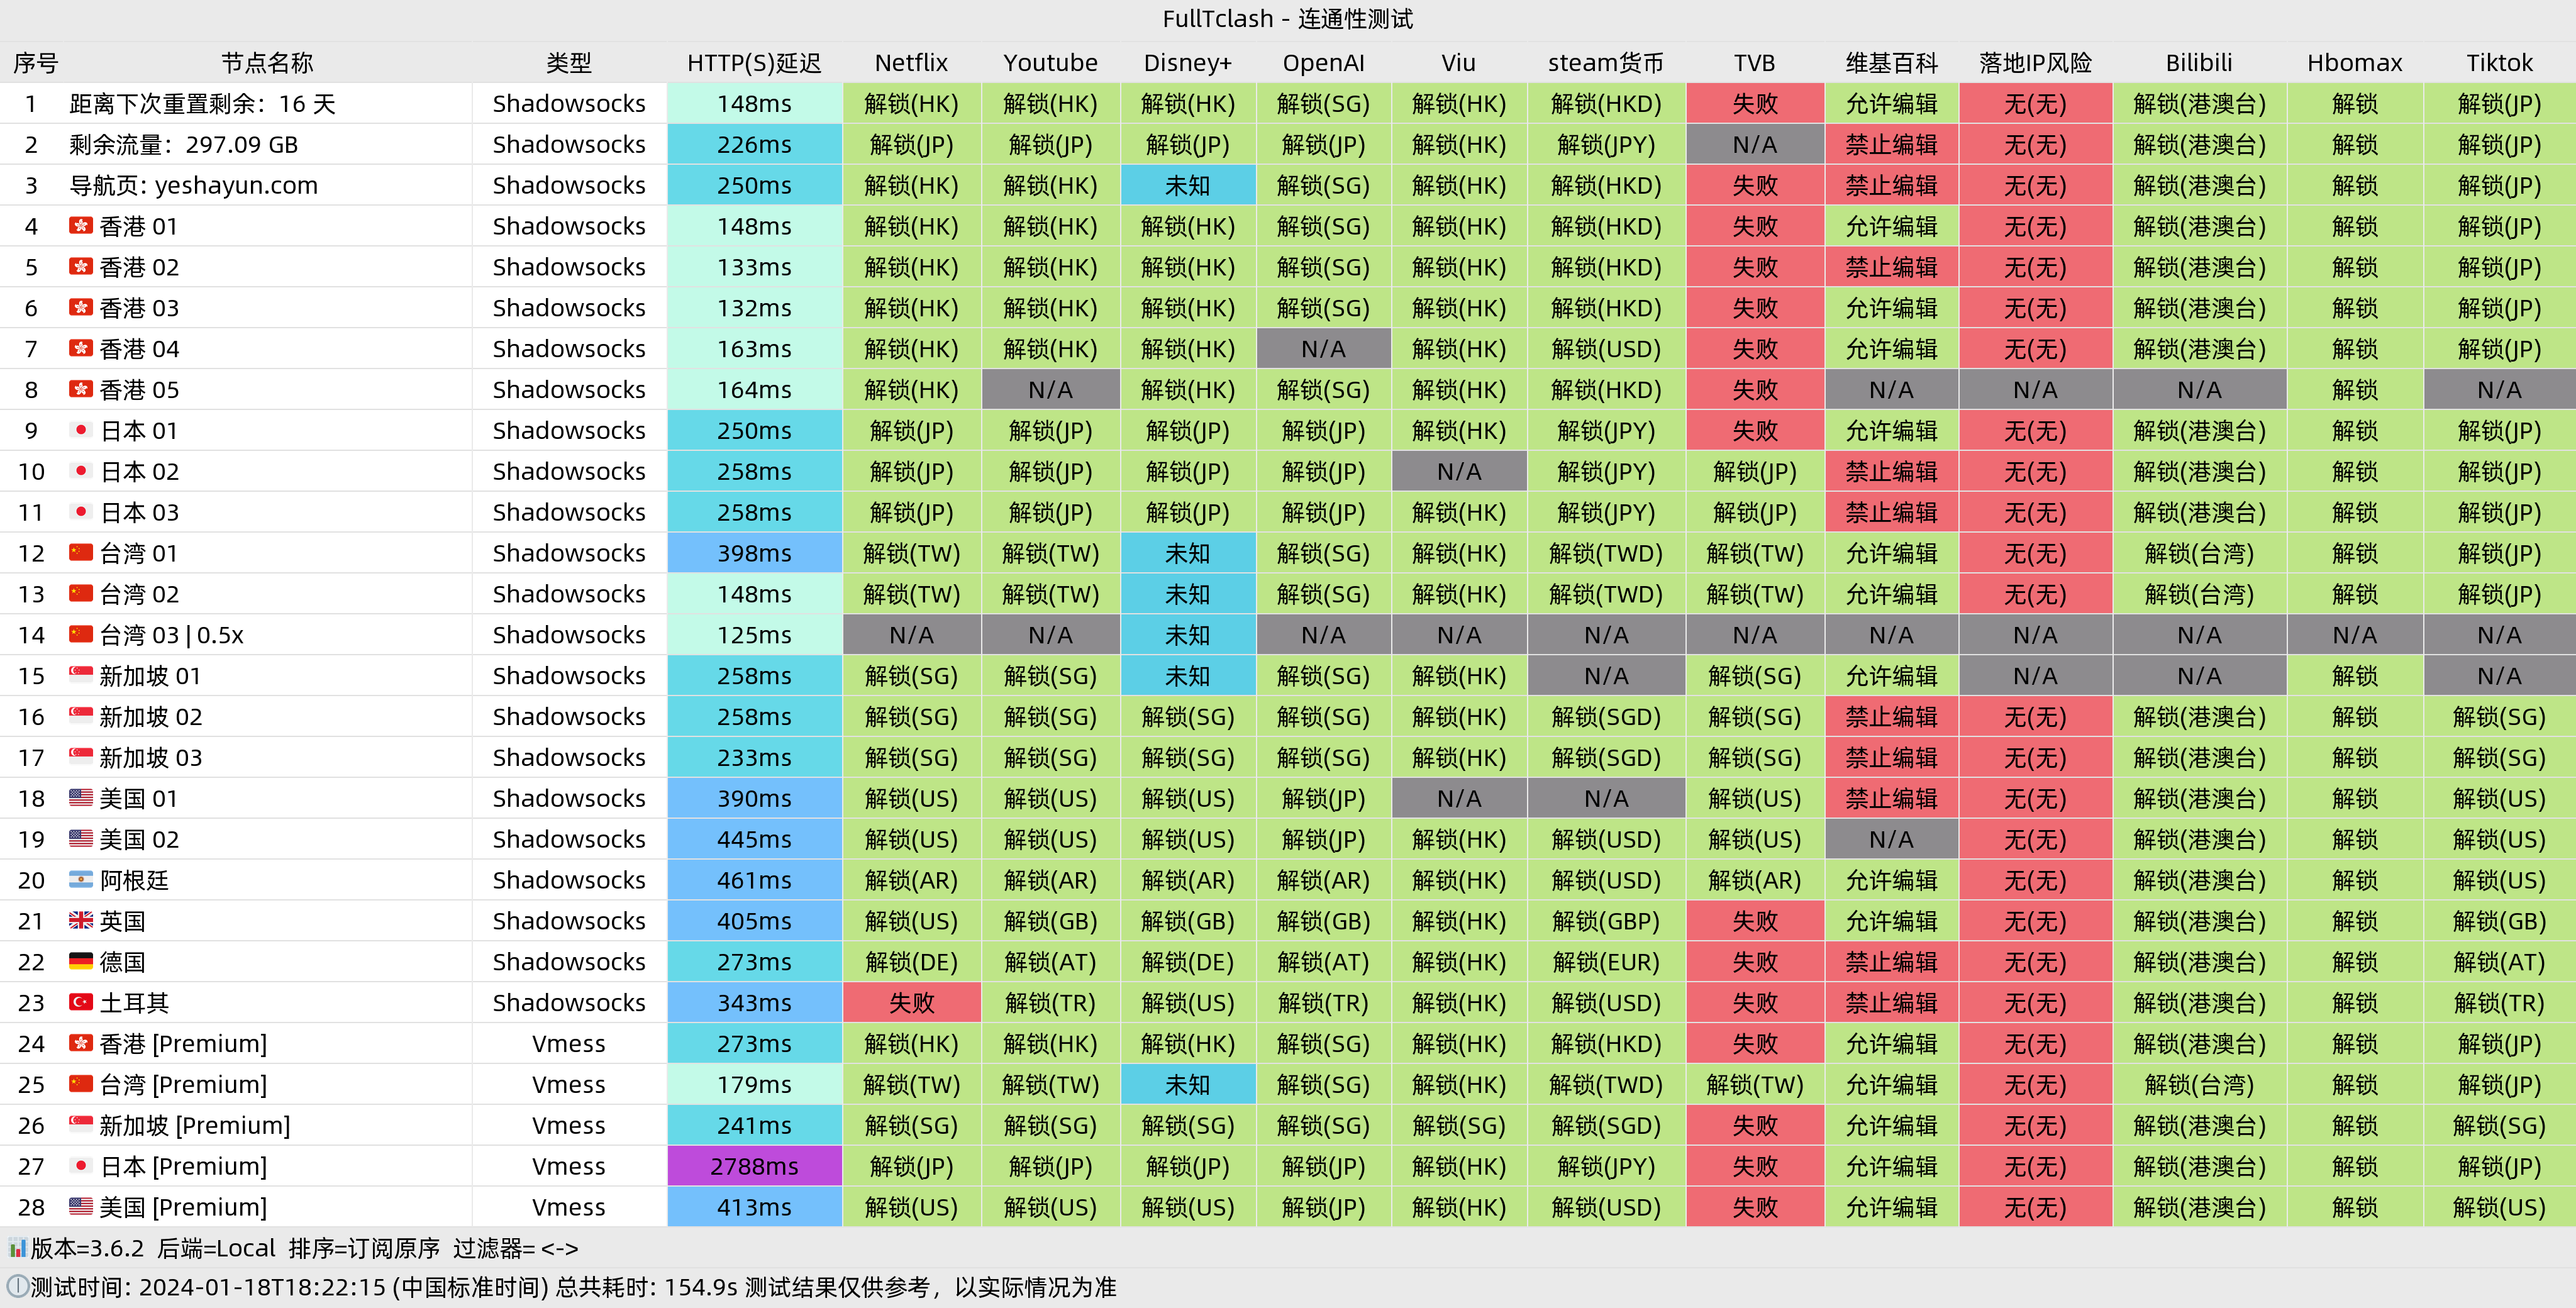 FullTclash - 连通性测试
序号 节点名称 类型 HTTP(S)延迟 Netflix Youtube Disney+ OpenAI Viu steam货币 TVB 维基百科 落地IP风险 Bilibili Hbomax Tiktok
1 距离下次重置剩余：16 天 Shadowsocks 148ms 解锁(HK) 解锁(HK) 解锁(HK) 解锁(SG) 解锁(HK) 解锁(HKD) 失败 允许编辑 无(无) 解锁(港澳台) 解锁 解锁(JP)
2 剩余流量：297.09 GB Shadowsocks 226ms 解锁(JP) 解锁(JP) 解锁(JP) 解锁(JP) 解锁(HK) 解锁(JPY) N/A 禁止编辑 无(无) 解锁(港澳台) 解锁 解锁(JP)
3 导航页: yeshayun.com Shadowsocks 250ms 解锁(HK) 解锁(HK) 未知 解锁(SG) 解锁(HK) 解锁(HKD) 失败 禁止编辑 无(无) 解锁(港澳台) 解锁 解锁(JP)
4 香港 01 Shadowsocks 148ms 解锁(HK) 解锁(HK) 解锁(HK) 解锁(SG) 解锁(HK) 解锁(HKD) 失败 允许编辑 无(无) 解锁(港澳台) 解锁 解锁(JP)
5 香港 02 Shadowsocks 133ms 解锁(HK) 解锁(HK) 解锁(HK) 解锁(SG) 解锁(HK) 解锁(HKD) 失败 禁止编辑 无(无) 解锁(港澳台) 解锁 解锁(JP)
6 香港 03 Shadowsocks 132ms 解锁(HK) 解锁(HK) 解锁(HK) 解锁(SG) 解锁(HK) 解锁(HKD) 失败 允许编辑 无(无) 解锁(港澳台) 解锁 解锁(JP)
7 香港 04 Shadowsocks 163ms 解锁(HK) 解锁(HK) 解锁(HK) N/A 解锁(HK) 解锁(USD) 失败 允许编辑 无(无) 解锁(港澳台) 解锁 解锁(JP)
8 香港 05 Shadowsocks 164ms 解锁(HK) N/A 解锁(HK) 解锁(SG) 解锁(HK) 解锁(HKD) 失败 N/A N/A N/A 解锁 N/A
9 日本 01 Shadowsocks 250ms 解锁(JP) 解锁(JP) 解锁(JP) 解锁(JP) 解锁(HK) 解锁(JPY) 失败 允许编辑 无(无) 解锁(港澳台) 解锁 解锁(JP)
10 日本 02 Shadowsocks 258ms 解锁(JP) 解锁(JP) 解锁(JP) 解锁(JP) N/A 解锁(JPY) 解锁(JP) 禁止编辑 无(无) 解锁(港澳台) 解锁 解锁(JP)
11 日本 03 Shadowsocks 258ms 解锁(JP) 解锁(JP) 解锁(JP) 解锁(JP) 解锁(HK) 解锁(JPY) 解锁(JP) 禁止编辑 无(无) 解锁(港澳台) 解锁 解锁(JP)
12 台湾 01 Shadowsocks 398ms 解锁(TW) 解锁(TW) 未知 解锁(SG) 解锁(HK) 解锁(TWD) 解锁(TW) 允许编辑 无(无) 解锁(台湾) 解锁 解锁(JP)
13 台湾 02 Shadowsocks 148ms 解锁(TW) 解锁(TW) 未知 解锁(SG) 解锁(HK) 解锁(TWD) 解锁(TW) 允许编辑 无(无) 解锁(台湾) 解锁 解锁(JP)
14 台湾 03 | 0.5x Shadowsocks 125ms N/A N/A 未知 N/A N/A N/A N/A N/A N/A N/A N/A N/A
15 新加坡 01 Shadowsocks 258ms 解锁(SG) 解锁(SG) 未知 解锁(SG) 解锁(HK) N/A 解锁(SG) 允许编辑 N/A N/A 解锁 N/A
16 新加坡 02 Shadowsocks 258ms 解锁(SG) 解锁(SG) 解锁(SG) 解锁(SG) 解锁(HK) 解锁(SGD) 解锁(SG) 禁止编辑 无(无) 解锁(港澳台) 解锁 解锁(SG)
17 新加坡 03 Shadowsocks 233ms 解锁(SG) 解锁(SG) 解锁(SG) 解锁(SG) 解锁(HK) 解锁(SGD) 解锁(SG) 禁止编辑 无(无) 解锁(港澳台) 解锁 解锁(SG)
18 美国 01 Shadowsocks 390ms 解锁(US) 解锁(US) 解锁(US) 解锁(JP) N/A N/A 解锁(US) 禁止编辑 无(无) 解锁(港澳台) 解锁 解锁(US)
19 美国 02 Shadowsocks 445ms 解锁(US) 解锁(US) 解锁(US) 解锁(JP) 解锁(HK) 解锁(USD) 解锁(US) N/A 无(无) 解锁(港澳台) 解锁 解锁(US)
20 阿根廷 Shadowsocks 461ms 解锁(AR) 解锁(AR) 解锁(AR) 解锁(AR) 解锁(HK) 解锁(USD) 解锁(AR) 允许编辑 无(无) 解锁(港澳台) 解锁 解锁(US)
21 英国 Shadowsocks 405ms 解锁(US) 解锁(GB) 解锁(GB) 解锁(GB) 解锁(HK) 解锁(GBP) 失败 允许编辑 无(无) 解锁(港澳台) 解锁 解锁(GB)
22 德国 Shadowsocks 273ms 解锁(DE) 解锁(AT) 解锁(DE) 解锁(AT) 解锁(HK) 解锁(EUR) 失败 禁止编辑 无(无) 解锁(港澳台) 解锁 解锁(AT)
23 土耳其 Shadowsocks 343ms 失败 解锁(TR) 解锁(US) 解锁(TR) 解锁(HK) 解锁(USD) 失败 禁止编辑 无(无) 解锁(港澳台) 解锁 解锁(TR)
24 香港 [Premium] Vmess 273ms 解锁(HK) 解锁(HK) 解锁(HK) 解锁(SG) 解锁(HK) 解锁(HKD) 失败 允许编辑 无(无) 解锁(港澳台) 解锁 解锁(JP)
25 台湾 [Premium] Vmess 179ms 解锁(TW) 解锁(TW) 未知 解锁(SG) 解锁(HK) 解锁(TWD) 解锁(TW) 允许编辑 无(无) 解锁(台湾) 解锁 解锁(JP)
26 新加坡 [Premium] Vmess 241ms 解锁(SG) 解锁(SG) 解锁(SG) 解锁(SG) 解锁(SG) 解锁(SGD) 失败 允许编辑 无(无) 解锁(港澳台) 解锁 解锁(SG)
27 日本 [Premium] Vmess 2788ms 解锁(JP) 解锁(JP) 解锁(JP) 解锁(JP) 解锁(HK) 解锁(JPY) 失败 允许编辑 无(无) 解锁(港澳台) 解锁 解锁(JP)
28 美国 [Premium] Vmess 413ms 解锁(US) 解锁(US) 解锁(US) 解锁(JP) 解锁(HK) 解锁(USD) 失败 允许编辑 无(无) 解锁(港澳台) 解锁 解锁(US)
版本=3.6.2 后端=Local 排序=订阅原序 过滤器= <->
测试时间: 2024-01-18T18:22:15 (中国标准时间) 总共耗时: 154.9s 测试结果仅供参考，以实际情况为准